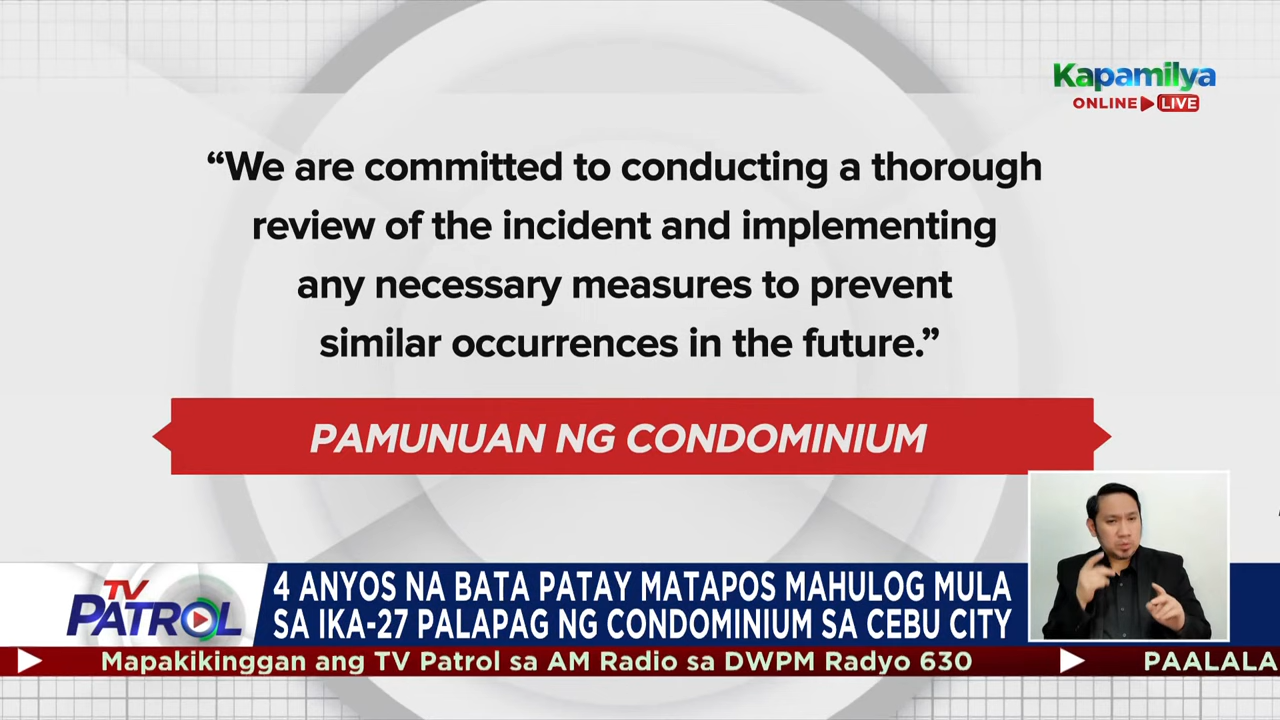 Kapamilya
ONLINE LIVE
“We are committed to conducting a thorough
review of the incident and implementing
any necessary measures to prevent
similar occurrences in the future.”
PAMUNUAN NG CONDOMINIUM
TV PATROL
4 ANYOS NA BATA PATAY MATAPOS MAHULOG MULA
SA IKA-27 PALAPAG NG CONDOMINIUM SA CEBU CITY
Mapakikinggan ang TV Patrol sa AM Radio sa DWPM Radyo 630 PAALALA